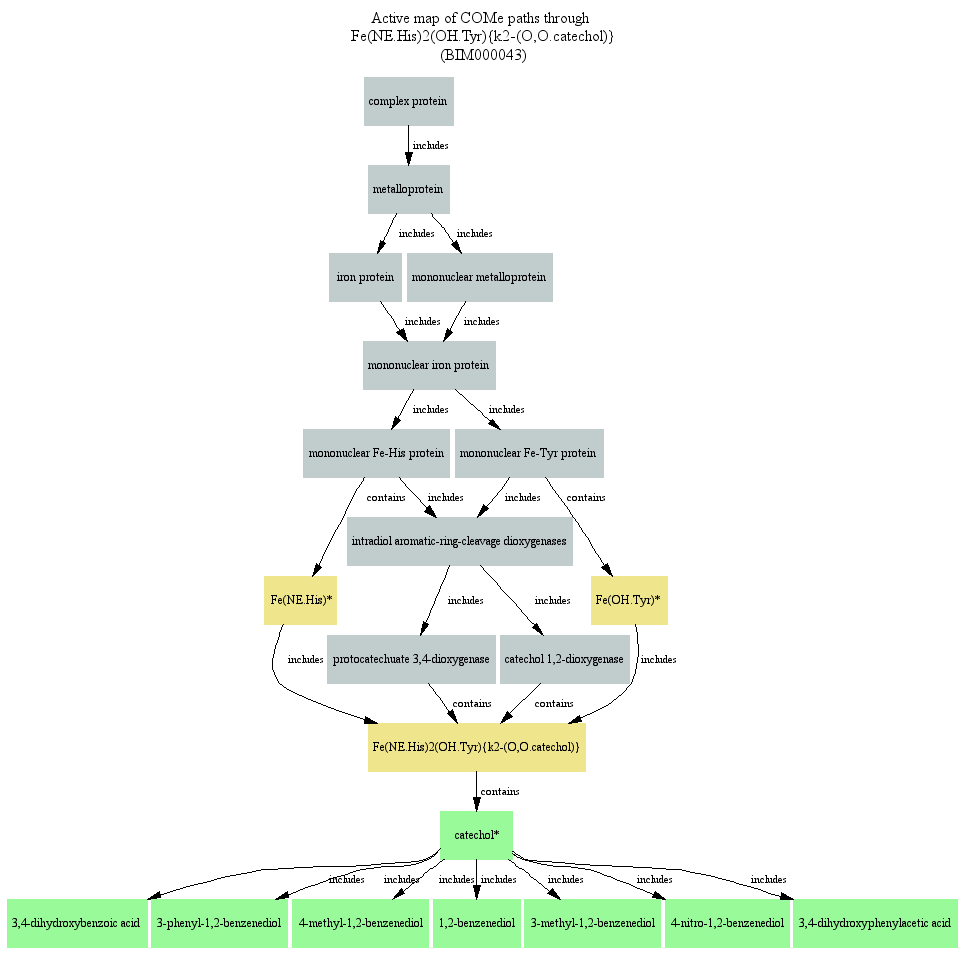 Active map of COMe paths through
Fe(NE.His)2(OH.Tyr){k2-(O,O.catechol)}
(BIM000043)
complex protein
includes
metalloprotein
includes includes
iron protein mononuclear metalloprotein
includes includes
mononuclear iron protein
includes includes
mononuclear Fe-His protein mononuclear Fe-Tyr protein
contains includes includes contains
intradiol aromatic-ring-cleavage dioxygenases
Fe(NE.His)* includes includes Fe(OH.Tyr)*
includes protocatechuate 3,4-dioxygenase catechol 1,2-dioxygenase includes
contains contains
Fe(NE.His)2(OH.Tyr){k2-(O,O.catechol)}
contains
catechol*
includes includes includes includes includes includes includes
3,4-dihydroxybenzoic acid 3-phenyl-1,2-benzenediol 4-methyl-1,2-benzenediol 1,2-benzenediol 3-methyl-1,2-benzenediol 4-nitro-1,2-benzenediol 3,4-dihydroxyphenylacetic acid